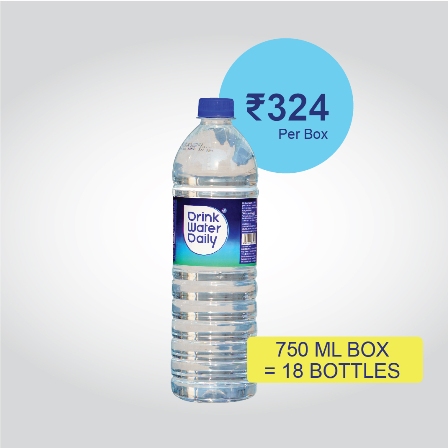 ₹324
Per Box
Drink
Water
Daily
750 ML BOX
= 18 BOTTLES